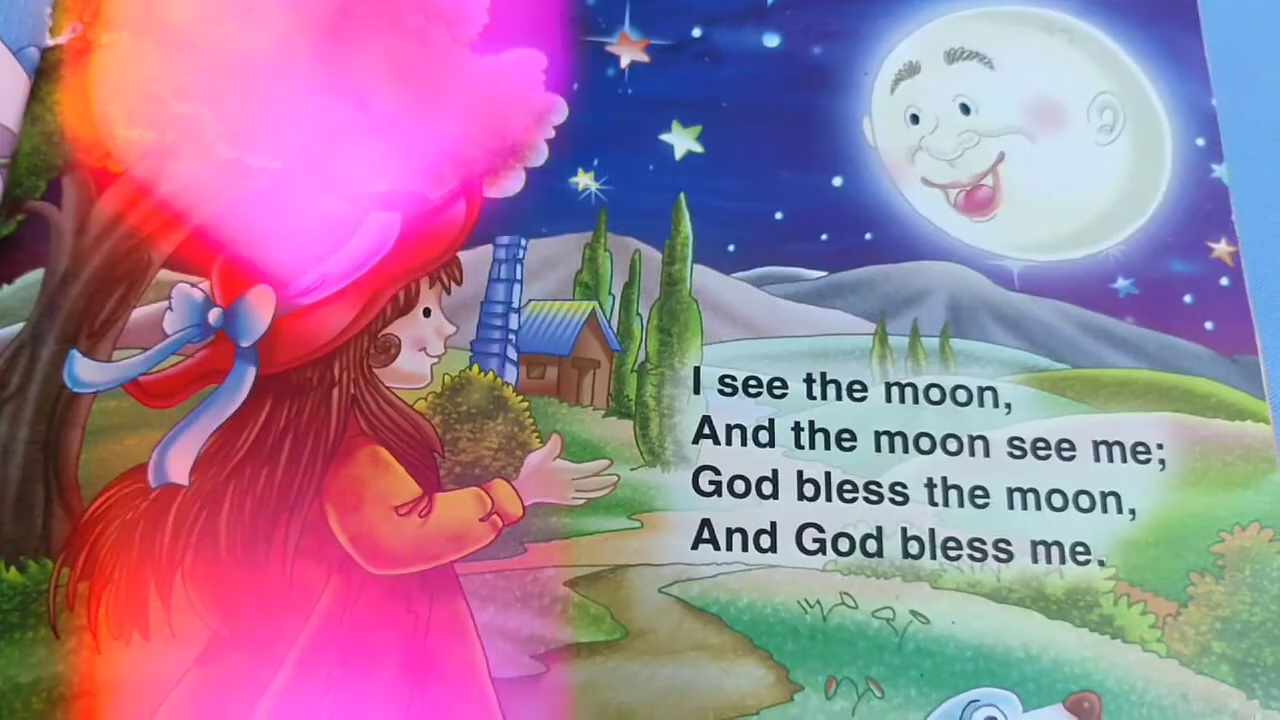 I see the moon,
And the moon see me;
God bless the moon,
And God bless me.